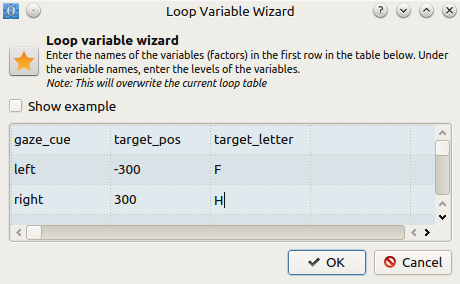 Loop Variable Wizard
Loop variable wizard
Enter the names of the variables (factors) in the first row in the table below. Under
the variable names, enter the levels of the variables.
Note: This will overwrite the current loop table
Show example
gaze_cue target_pos target_letter
left -300 F
right 300 H
OK Cancel